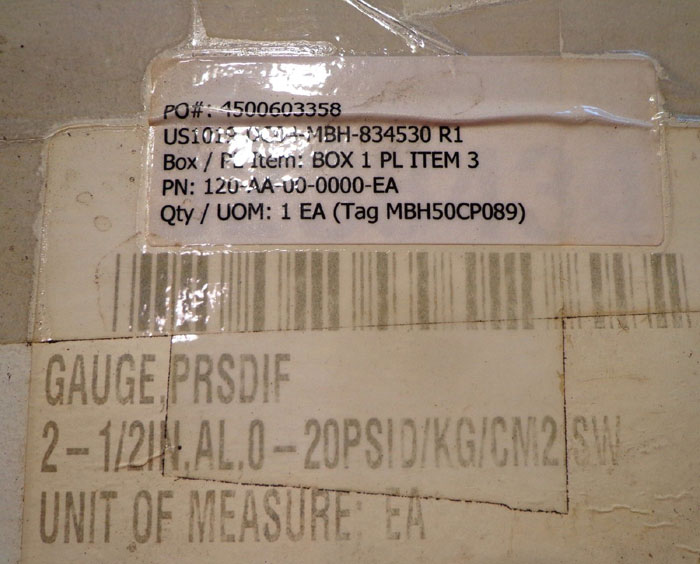 PO#: 4500603358
US1019 MBH-834530 R1
Box / PL Item: BOX 1 PL ITEM 3
PN: 120-AA-00-0000-EA
Qty / UOM: 1 EA (Tag MBH50CP089)
GAUGE,PRSDIF
2-1/2IN,AL,0-20PSID/KG/CM2 SW
UNIT OF MEASURE: EA